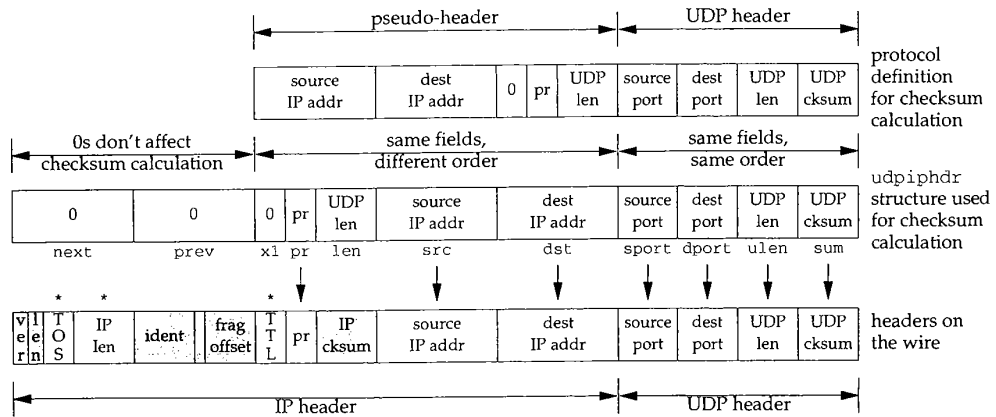 pseudo-header UDP header
source IP addr dest IP addr 0 pr UDP len source port dest port UDP len UDP cksum
protocol definition for checksum calculation
0s don't affect checksum calculation same fields, different order same fields, same order
0 0 0 pr UDP len source IP addr dest IP addr source port dest port UDP len UDP cksum
udpiphdr structure used for checksum calculation
next prev x1 pr len src dst sport dport ulen sum
* * *
ver len TOS IP len ident frag offset TTL pr IP cksum source IP addr dest IP addr source port dest port UDP len UDP cksum
headers on the wire
IP header UDP header